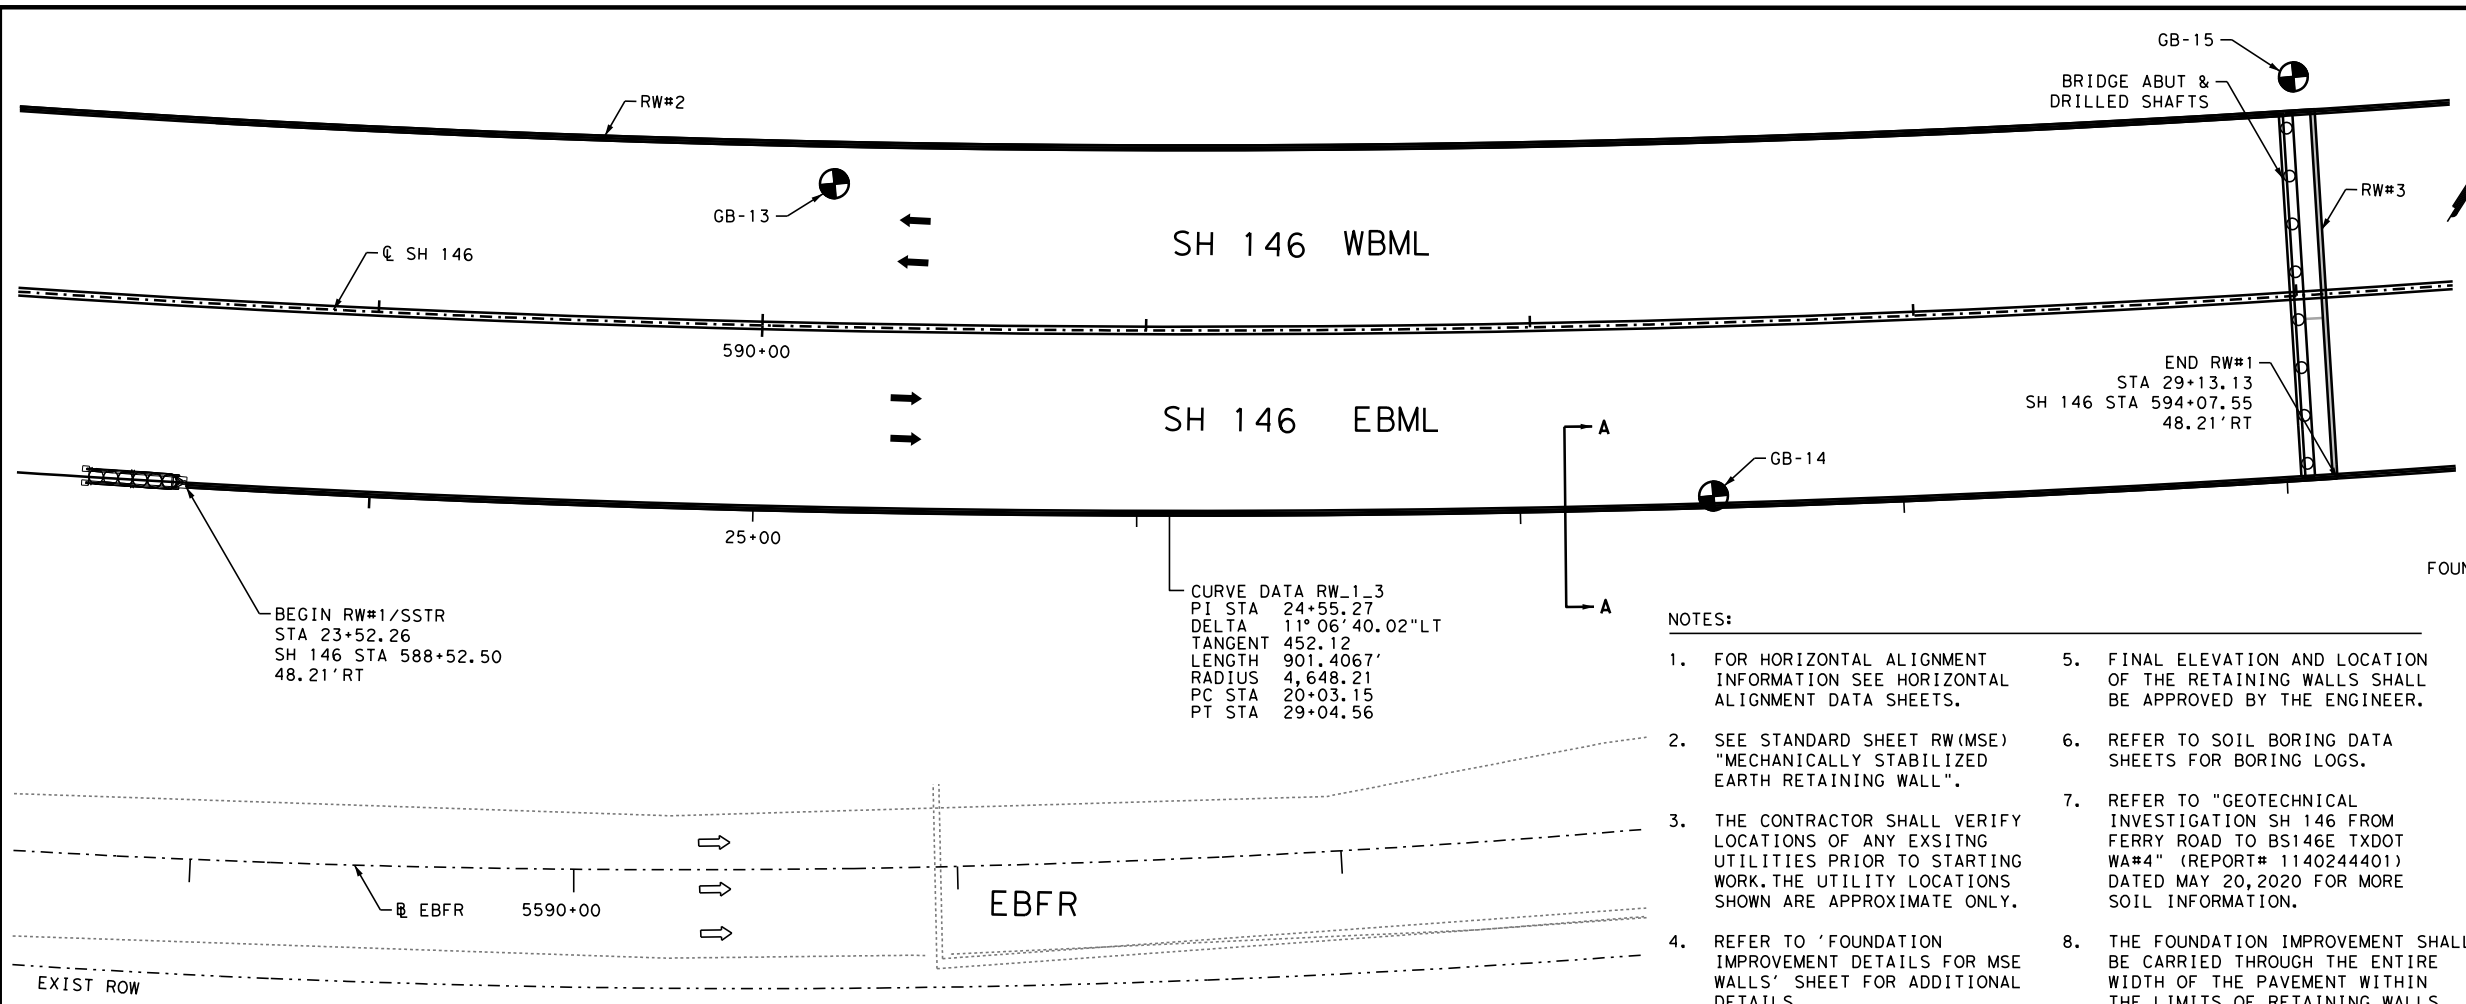 GB-15
BRIDGE ABUT &
DRILLED SHAFTS
RW#2
RW#3
GB-13
SH 146 WBML
℄ SH 146
590+00
END RW#1
STA 29+13.13
SH 146 STA 594+07.55
48.21'RT
SH 146 EBML
A
GB-14
25+00
A
BEGIN RW#1/SSTR
STA 23+52.26
SH 146 STA 588+52.50
48.21'RT
CURVE DATA RW_1_3
PI STA 24+55.27
DELTA 11°06'40.02"LT
TANGENT 452.12
LENGTH 901.4067'
RADIUS 4,648.21
PC STA 20+03.15
PT STA 29+04.56
FOUN
NOTES:
1. FOR HORIZONTAL ALIGNMENT
INFORMATION SEE HORIZONTAL
ALIGNMENT DATA SHEETS.
2. SEE STANDARD SHEET RW(MSE)
"MECHANICALLY STABILIZED
EARTH RETAINING WALL".
3. THE CONTRACTOR SHALL VERIFY
LOCATIONS OF ANY EXSITNG
UTILITIES PRIOR TO STARTING
WORK.THE UTILITY LOCATIONS
SHOWN ARE APPROXIMATE ONLY.
4. REFER TO 'FOUNDATION
IMPROVEMENT DETAILS FOR MSE
WALLS' SHEET FOR ADDITIONAL
DETAILS
5. FINAL ELEVATION AND LOCATION
OF THE RETAINING WALLS SHALL
BE APPROVED BY THE ENGINEER.
6. REFER TO SOIL BORING DATA
SHEETS FOR BORING LOGS.
7. REFER TO "GEOTECHNICAL
INVESTIGATION SH 146 FROM
FERRY ROAD TO BS146E TXDOT
WA#4" (REPORT# 1140244401)
DATED MAY 20,2020 FOR MORE
SOIL INFORMATION.
8. THE FOUNDATION IMPROVEMENT SHALL
BE CARRIED THROUGH THE ENTIRE
WIDTH OF THE PAVEMENT WITHIN
THE LIMITS OF RETAINING WALLS
BL EBFR
5590+00
EBFR
EXIST ROW